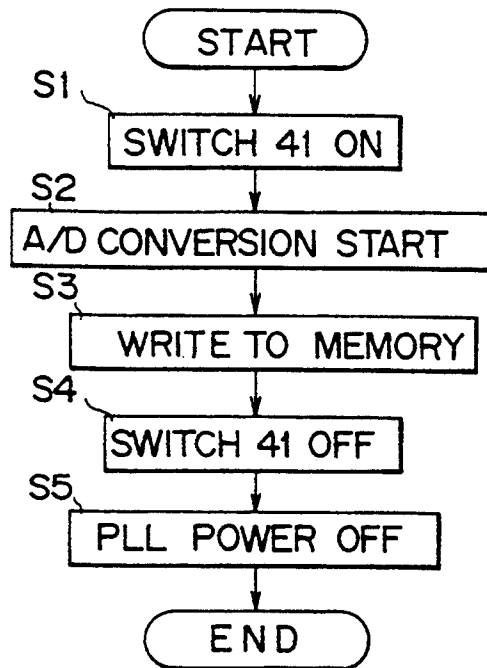 START
S1
SWITCH 41 ON
S2
A/D CONVERSION START
S3
WRITE TO MEMORY
S4
SWITCH 41 OFF
S5
PLL POWER OFF
END